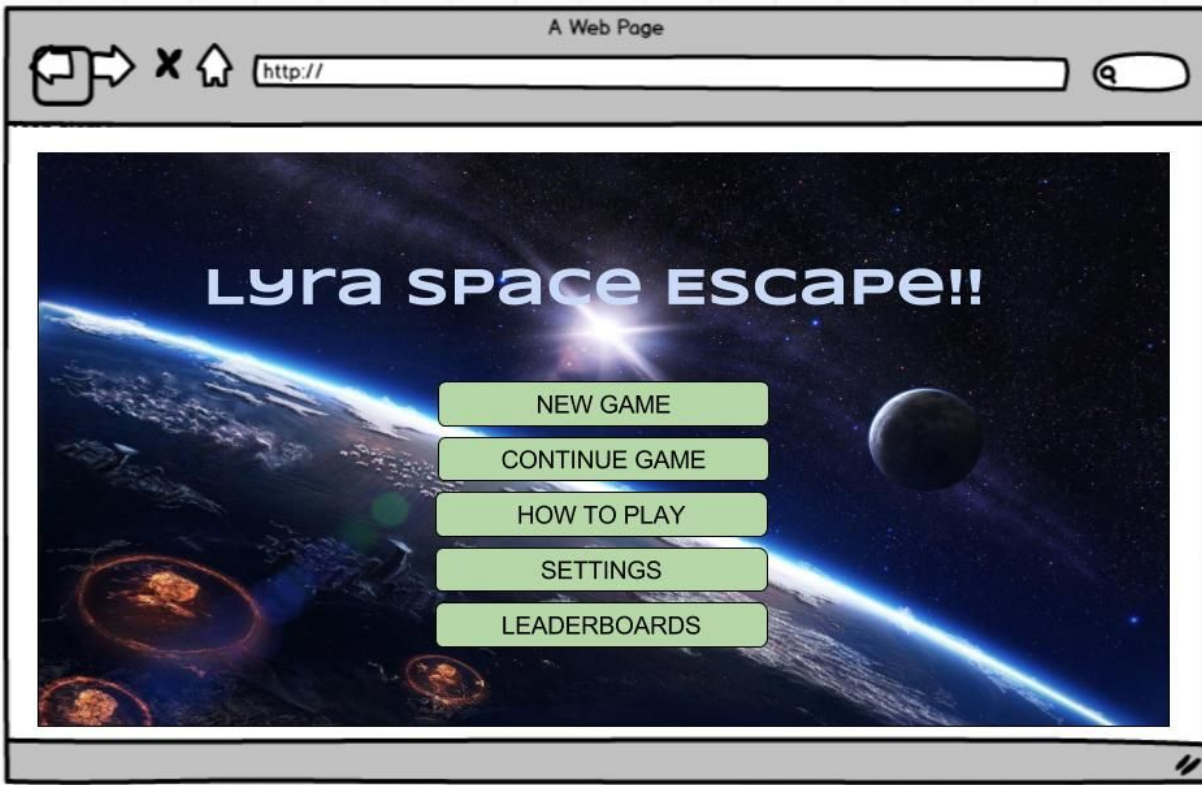 A Web Page
http://
Lyra Space Escape!!
NEW GAME
CONTINUE GAME
HOW TO PLAY
SETTINGS
LEADERBOARDS